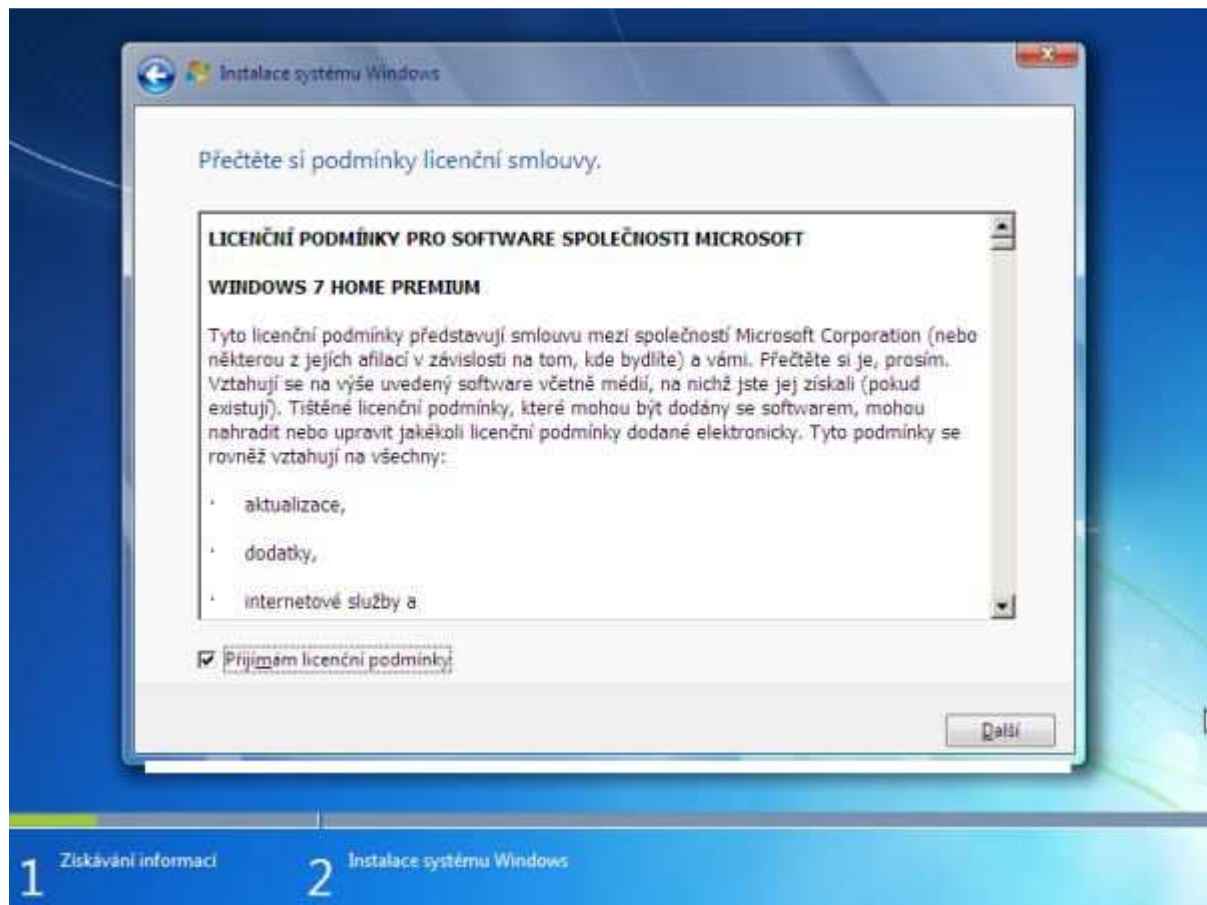 Instalace systému Windows
Přečtěte si podmínky licenční smlouvy.
LICENČNÍ PODMÍNKY PRO SOFTWARE SPOLEČNOSTI MICROSOFT
WINDOWS 7 HOME PREMIUM
Tyto licenční podmínky představují smlouvu mezi společností Microsoft Corporation (nebo
některou z jejích afilací v závislosti na tom, kde bydlíte) a vámi. Přečtěte si je, prosím.
Vztahují se na výše uvedený software včetně médií, na nichž jste jej získali (pokud
existují). Tištěné licenční podmínky, které mohou být dodány se softwarem, mohou
nahradit nebo upravit jakékoli licenční podmínky dodané elektronicky. Tyto podmínky se
rovněž vztahují na všechny:
· aktualizace,
· dodatky,
· internetové služby a
Přijímám licenční podmínky
Další
1 Získávání informací
2 Instalace systému Windows